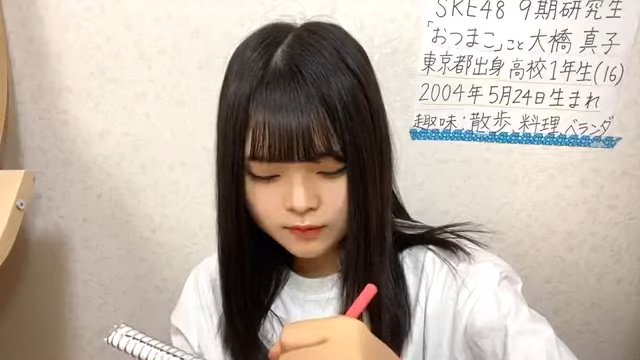 SKE48 9期研究生
「おつまこ」こと大橋真子
東京都出身 高校1年生(16)
2004年5月24日生まれ
趣味:散歩 料理 ベランダ